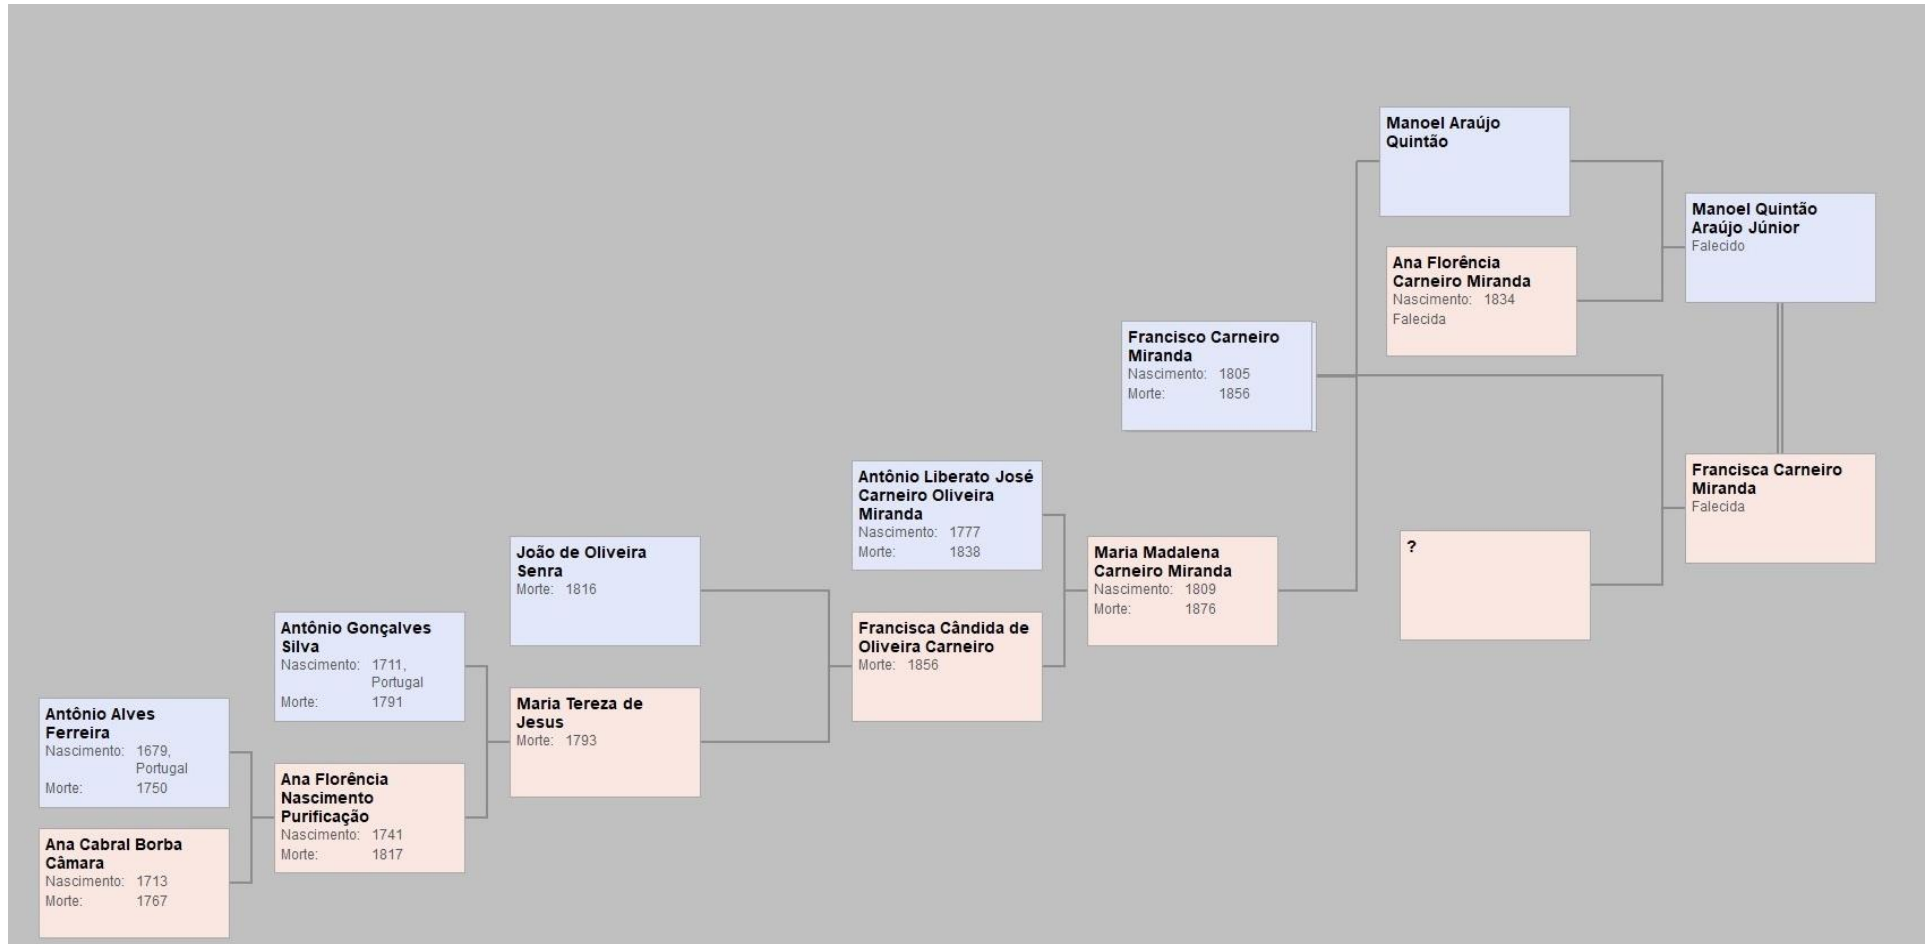 Manoel Araújo
Quintão
Manoel Quintão
Araújo Júnior
Falecido
Ana Florência
Carneiro Miranda
Nascimento: 1834
Falecida
Francisco Carneiro
Miranda
Nascimento: 1805
Morte: 1856
Francisca Carneiro
Miranda
Falecida
Antônio Liberato José
Carneiro Oliveira
Miranda
Nascimento: 1777
Morte: 1838
?
João de Oliveira
Senra
Morte: 1816
Maria Madalena
Carneiro Miranda
Nascimento: 1809
Morte: 1876
Antônio Gonçalves
Silva
Nascimento: 1711,
Portugal
Morte: 1791
Francisca Cândida de
Oliveira Carneiro
Morte: 1856
Maria Tereza de
Jesus
Morte: 1793
Antônio Alves
Ferreira
Nascimento: 1679,
Portugal
Morte: 1750
Ana Florência
Nascimento
Purificação
Nascimento: 1741
Morte: 1817
Ana Cabral Borba
Câmara
Nascimento: 1713
Morte: 1767